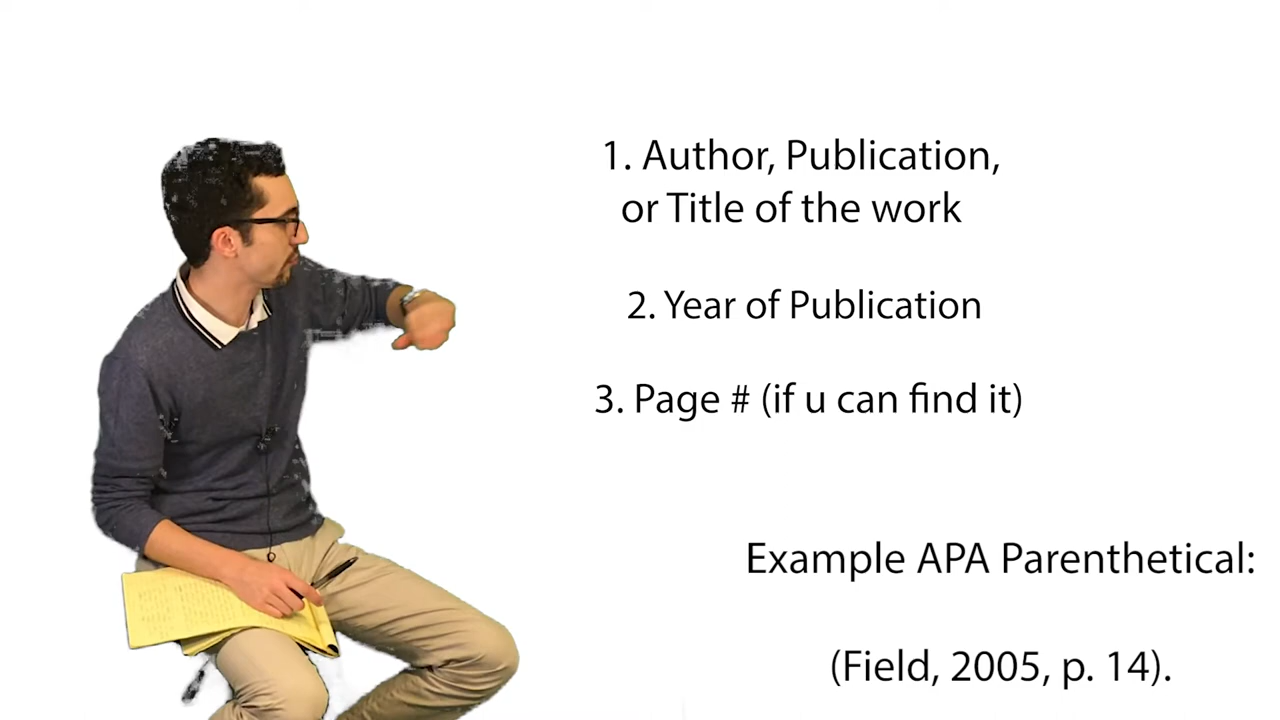 1. Author, Publication,
or Title of the work
2. Year of Publication
3. Page # (if u can find it)
Example APA Parenthetical:
(Field, 2005, p. 14).